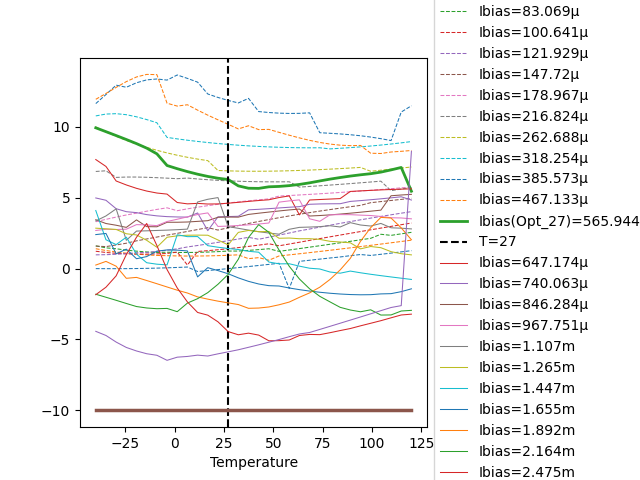 Ibias=83.069μ
Ibias=100.641μ
Ibias=121.929μ
Ibias=147.72μ
Ibias=178.967μ
Ibias=216.824μ
Ibias=262.688μ
Ibias=318.254μ
Ibias=385.573μ
Ibias=467.133μ
Ibias(Opt_27)=565.944
T=27
Ibias=647.174μ
Ibias=740.063μ
Ibias=846.284μ
Ibias=967.751μ
Ibias=1.107m
Ibias=1.265m
Ibias=1.447m
Ibias=1.655m
Ibias=1.892m
Ibias=2.164m
Ibias=2.475m
10
5
0
−5
−10
−25 0 25 50 75 100 125
Temperature